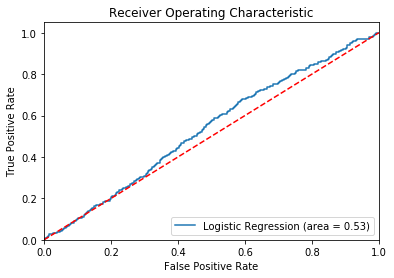 Receiver Operating Characteristic
1.0
0.8
0.6
0.4
0.2
0.0
True Positive Rate
Logistic Regression (area = 0.53)
0.0 0.2 0.4 0.6 0.8 1.0
False Positive Rate